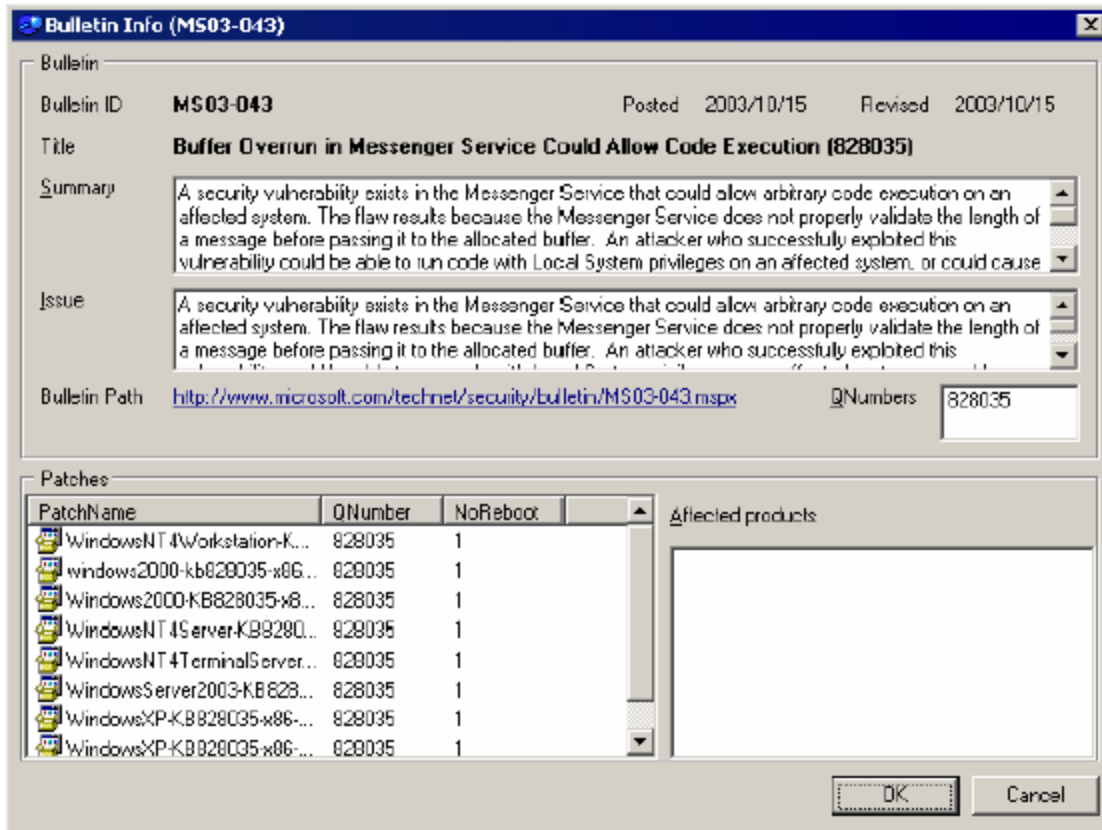 Bulletin Info (MS03-043)
Bulletin
Bulletin ID MS03-043 Posted 2003/10/15 Revised 2003/10/15
Title Buffer Overrun in Messenger Service Could Allow Code Execution (828035)
Summary
A security vulnerability exists in the Messenger Service that could allow arbitrary code execution on an
affected system. The flaw results because the Messenger Service does not properly validate the length of
a message before passing it to the allocated buffer. An attacker who successfully exploited this
vulnerability could be able to run code with Local System privileges on an affected system, or could cause
Issue
A security vulnerability exists in the Messenger Service that could allow arbitrary code execution on an
affected system. The flaw results because the Messenger Service does not properly validate the length of
a message before passing it to the allocated buffer. An attacker who successfully exploited this
Bulletin Path http://www.microsoft.com/technet/security/bulletin/MS03-043.mspx QNumbers 828035
Patches
PatchName QNumber NoReboot
WindowsNT4Workstation-K... 828035 1
windows2000-kb828035-x86... 828035 1
Windows2000-KB828035-x8... 828035 1
WindowsNT4Server-KB8280... 828035 1
WindowsNT4TerminalServer... 828035 1
WindowsServer2003-KB828... 828035 1
WindowsXP-KB828035-x86-... 828035 1
WindowsXP-KB828035-x86-... 828035 1
Affected products
OK Cancel